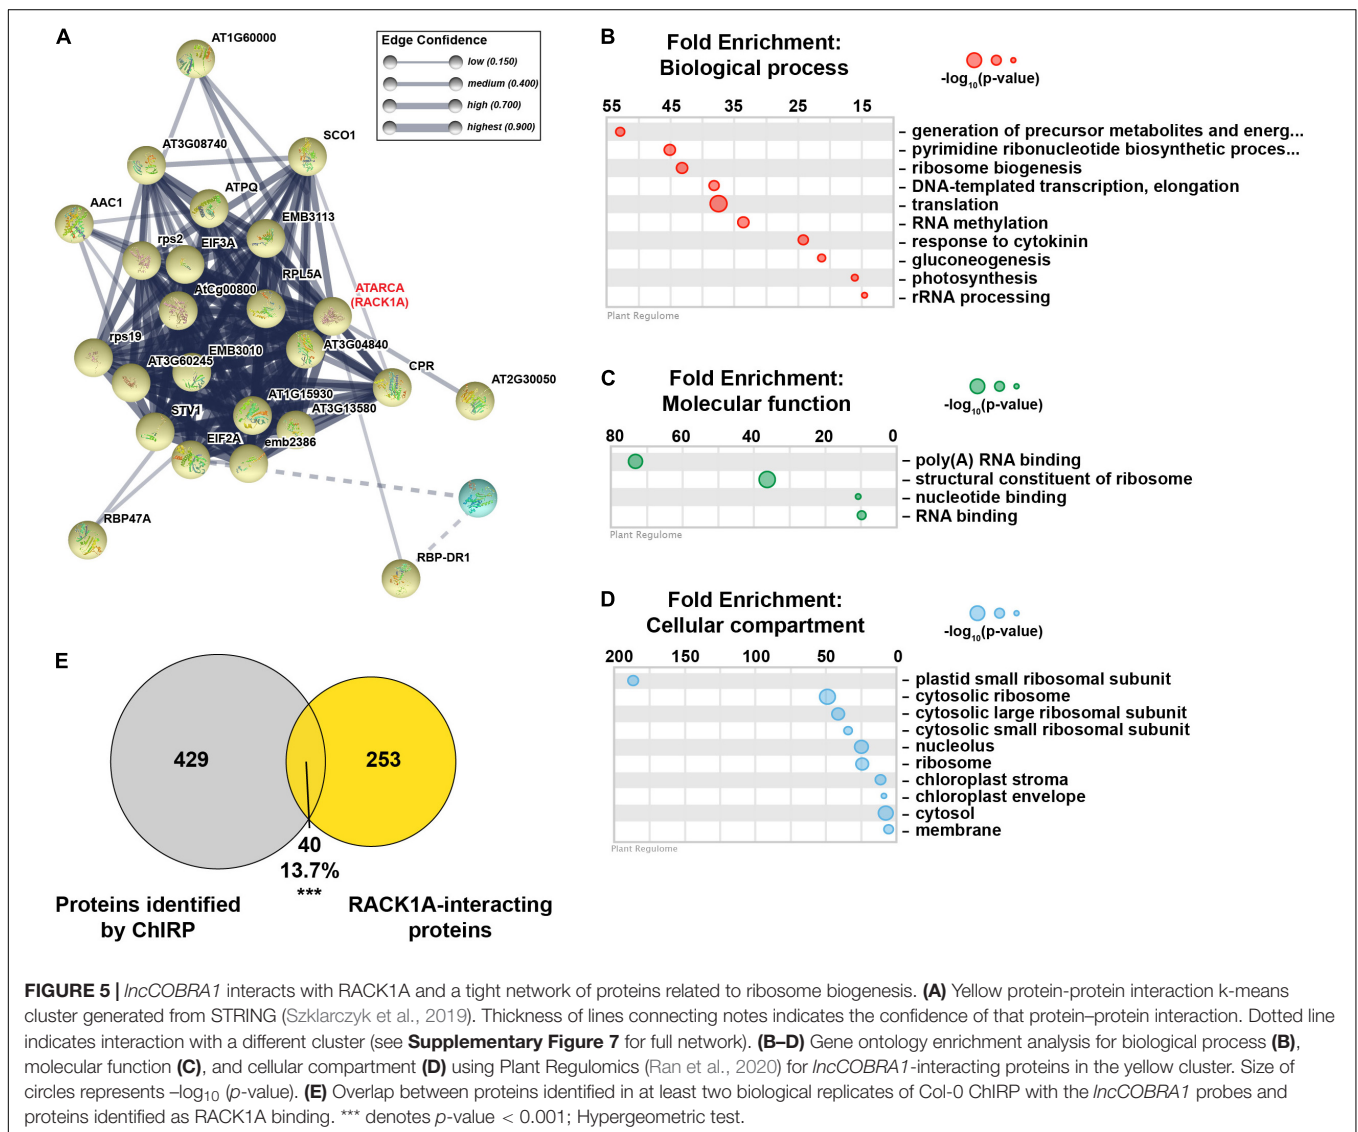 A
AT1G60000
Edge Confidence
low (0.150)
medium (0.400)
high (0.700)
highest (0.900)
SCO1
AT3G08740
ATPQ
AAC1
EMB3113
rps2
EIF3A
RPL5A
AtCg00800
ATARCA
(RACK1A)
rps19
EMB3010
AT3G04840
AT3G60245
CPR
AT2G30050
AT1G15930
STV1
AT3G13580
EIF2A
emb2386
RBP47A
RBP-DR1
B
Fold Enrichment:
Biological process
-log10(p-value)
55 45 35 25 15
generation of precursor metabolites and energ...
pyrimidine ribonucleotide biosynthetic proces...
ribosome biogenesis
DNA-templated transcription, elongation
translation
RNA methylation
response to cytokinin
gluconeogenesis
photosynthesis
rRNA processing
Plant Regulome
C
Fold Enrichment:
Molecular function
-log10(p-value)
80 60 40 20 0
poly(A) RNA binding
structural constituent of ribosome
nucleotide binding
RNA binding
Plant Regulome
D
Fold Enrichment:
Cellular compartment
-log10(p-value)
200 150 100 50 0
plastid small ribosomal subunit
cytosolic ribosome
cytosolic large ribosomal subunit
cytosolic small ribosomal subunit
nucleolus
ribosome
chloroplast stroma
chloroplast envelope
cytosol
membrane
Plant Regulome
E
429
253
40
13.7%
***
Proteins identified
by ChIRP
RACK1A-interacting
proteins
FIGURE 5 | lncCOBRA1 interacts with RACK1A and a tight network of proteins related to ribosome biogenesis. (A) Yellow protein-protein interaction k-means
cluster generated from STRING (Szklarczyk et al., 2019). Thickness of lines connecting notes indicates the confidence of that protein–protein interaction. Dotted line
indicates interaction with a different cluster (see Supplementary Figure 7 for full network). (B–D) Gene ontology enrichment analysis for biological process (B),
molecular function (C), and cellular compartment (D) using Plant Regulomics (Ran et al., 2020) for lncCOBRA1-interacting proteins in the yellow cluster. Size of
circles represents –log10 (p-value). (E) Overlap between proteins identified in at least two biological replicates of Col-0 ChIRP with the lncCOBRA1 probes and
proteins identified as RACK1A binding. *** denotes p-value < 0.001; Hypergeometric test.